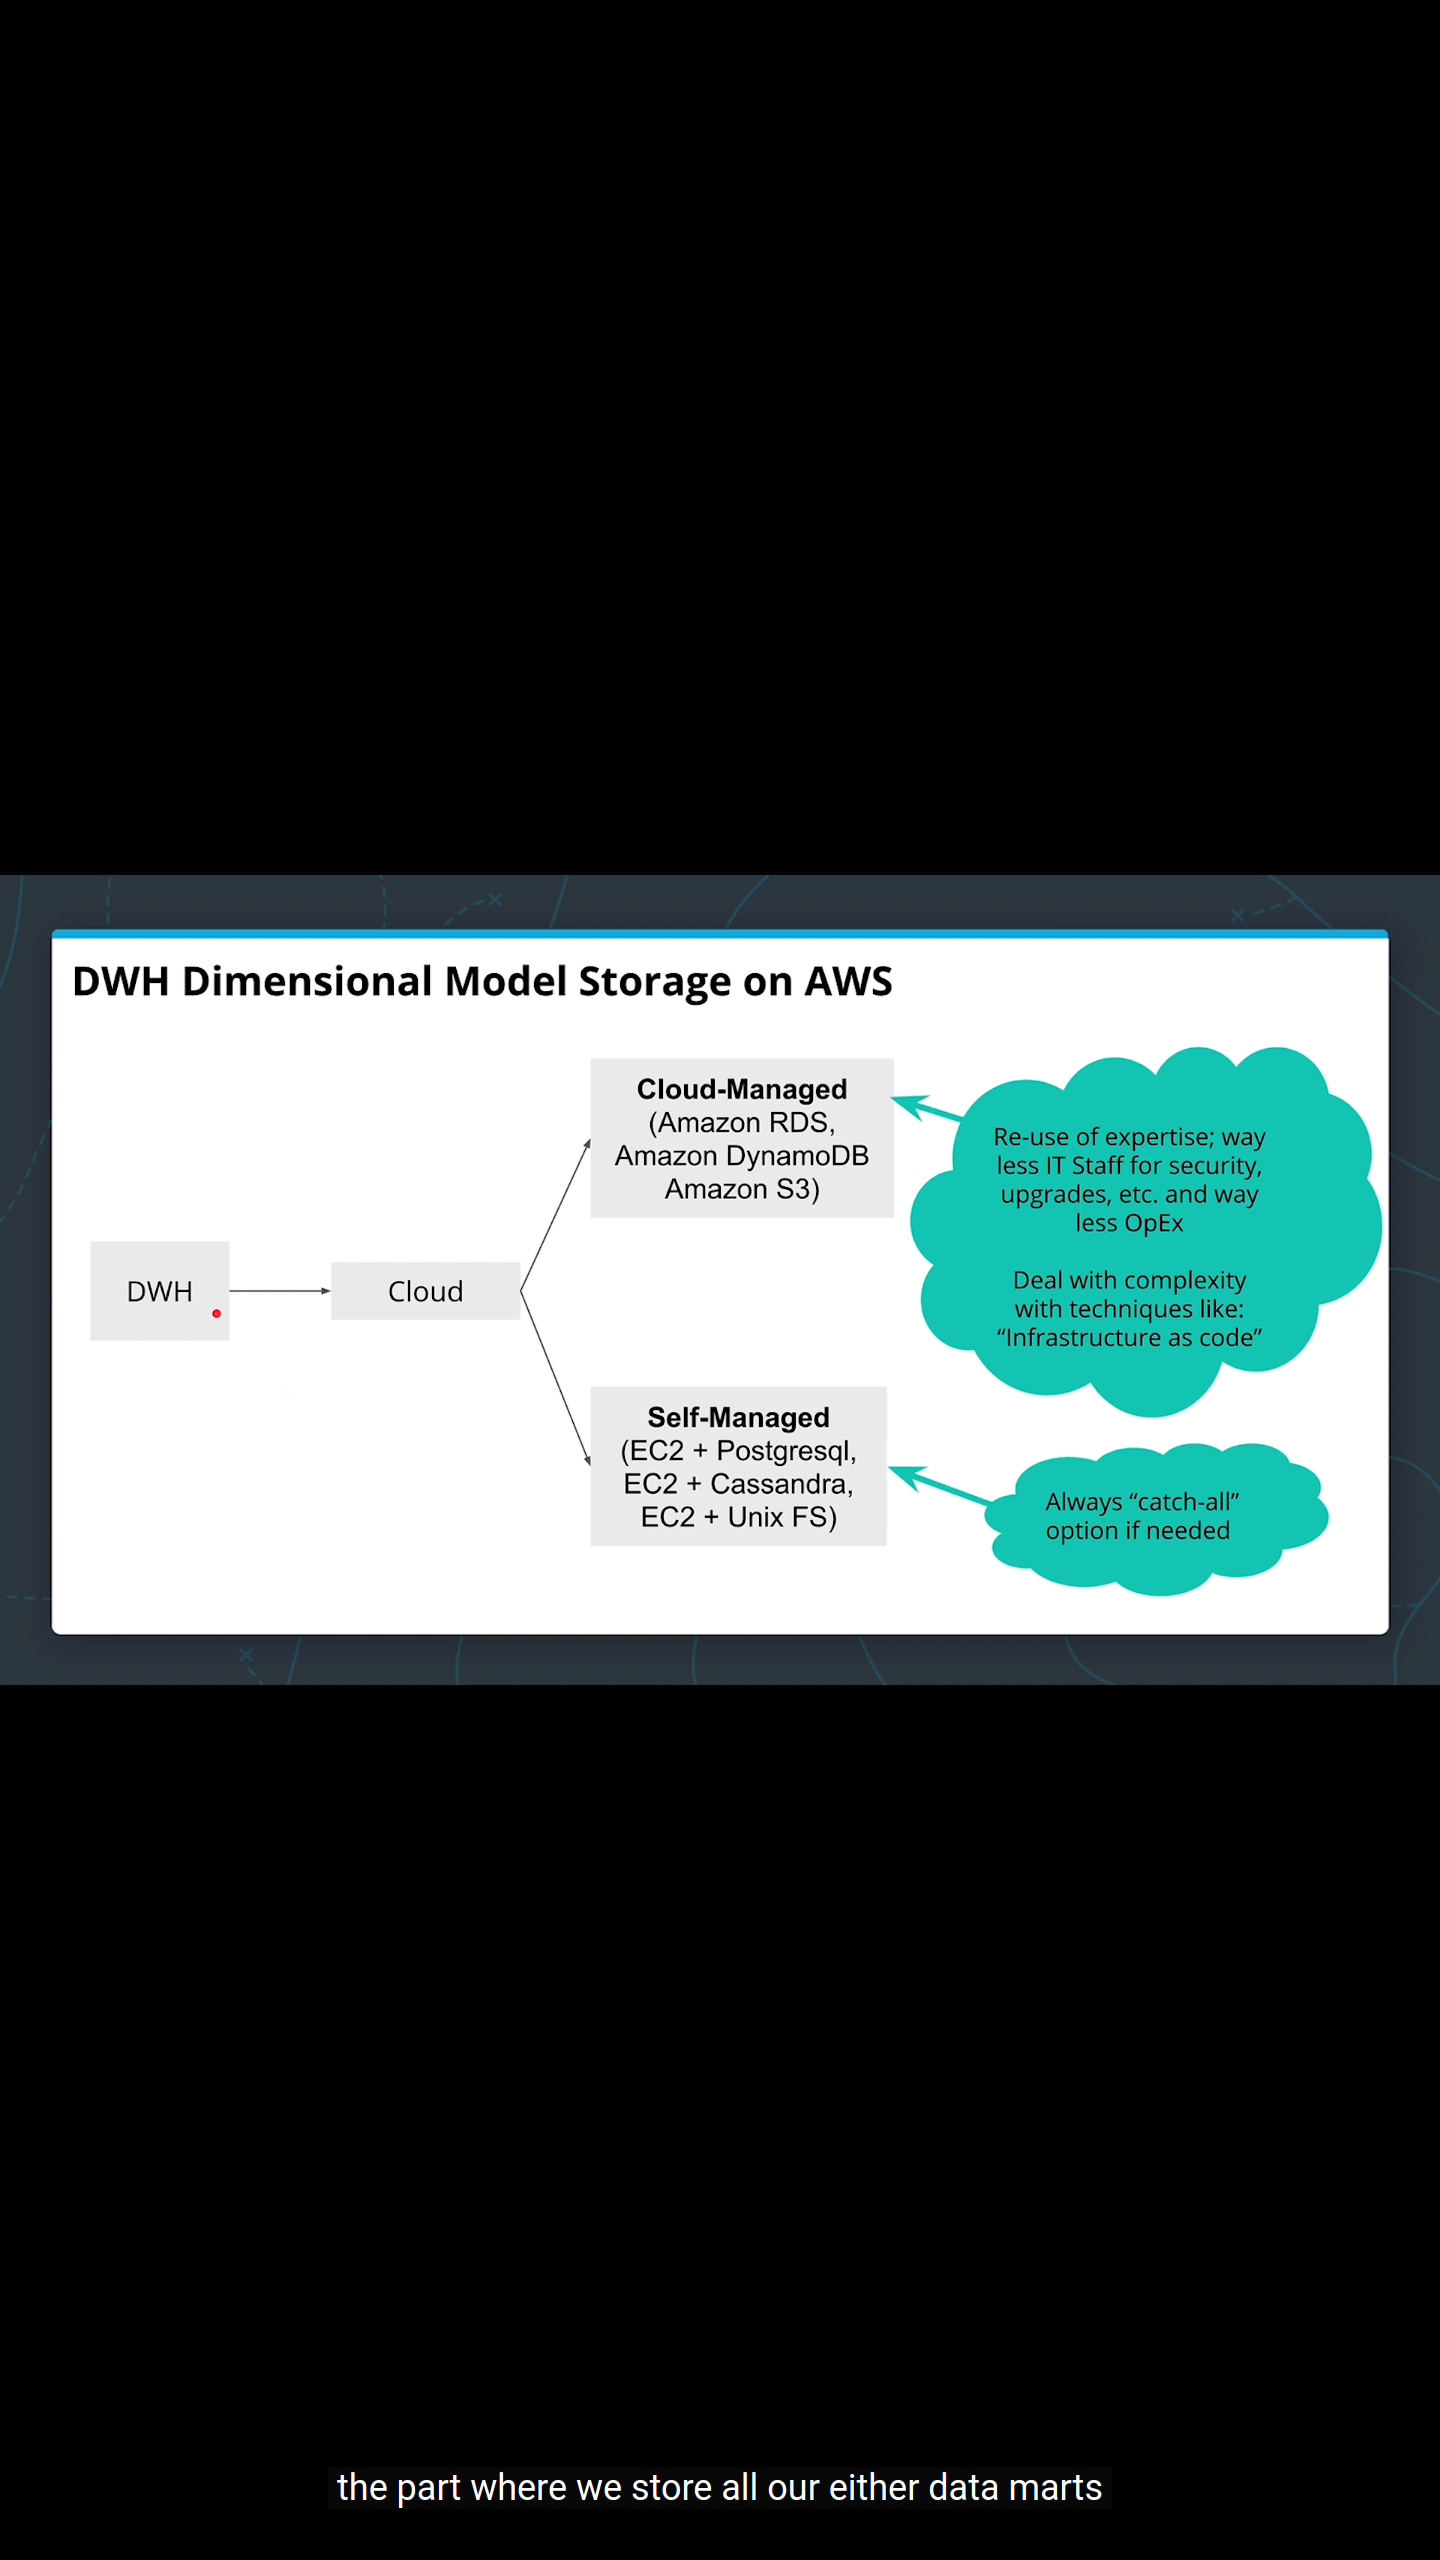 DWH Dimensional Model Storage on AWS
Cloud-Managed
(Amazon RDS,
Amazon DynamoDB
Amazon S3)
Re-use of expertise; way
less IT Staff for security,
upgrades, etc. and way
less OpEx
Deal with complexity
with techniques like:
“Infrastructure as code”
DWH
Cloud
Self-Managed
(EC2 + Postgresql,
EC2 + Cassandra,
EC2 + Unix FS)
Always “catch-all”
option if needed
the part where we store all our either data marts